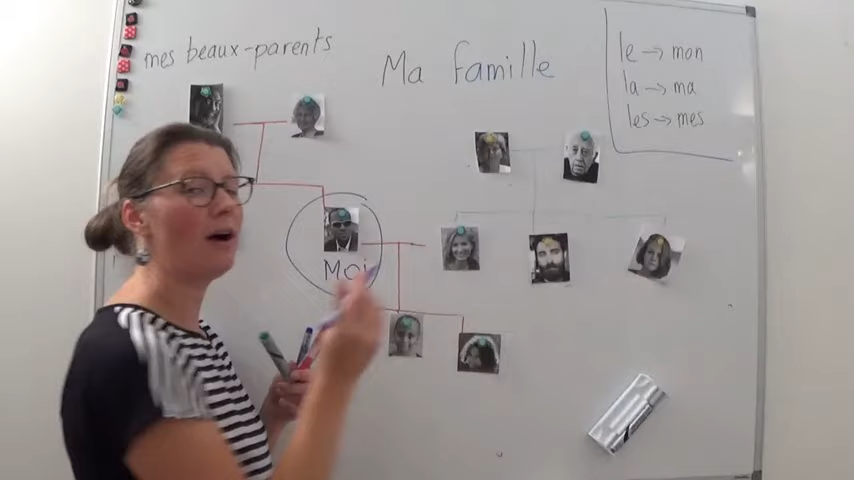 mes beaux-parents
Ma famille
le → mon
la → ma
les → mes
Moi